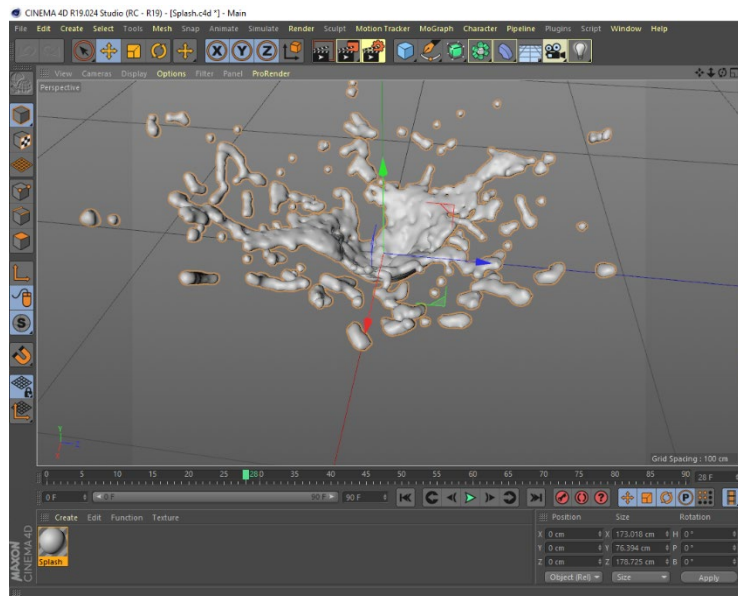 CINEMA 4D R19.024 Studio (RC - R19) - [Splash.c4d *] - Main
File Edit Create Select Tools Mesh Snap Animate Simulate Render Sculpt Motion Tracker MoGraph Character Pipeline Plugins Script Window Help
X Y Z
View Cameras Display Options Filter Panel ProRender
Perspective
S
Y
Z
Grid Spacing : 100 cm
0 5 10 15 20 25 280 35 40 45 50 55 60 65 70 75 80 85 90 28 F
0 F 0 F 90 F 90 F P
Create Edit Function Texture
Splash
MAXON
CINEMA 4D
Position Size Rotation
X 0 cm X 173.018 cm H 0 °
Y 0 cm Y 76.394 cm P 0 °
Z 0 cm Z 178.725 cm B 0 °
Object (Rel) Size Apply